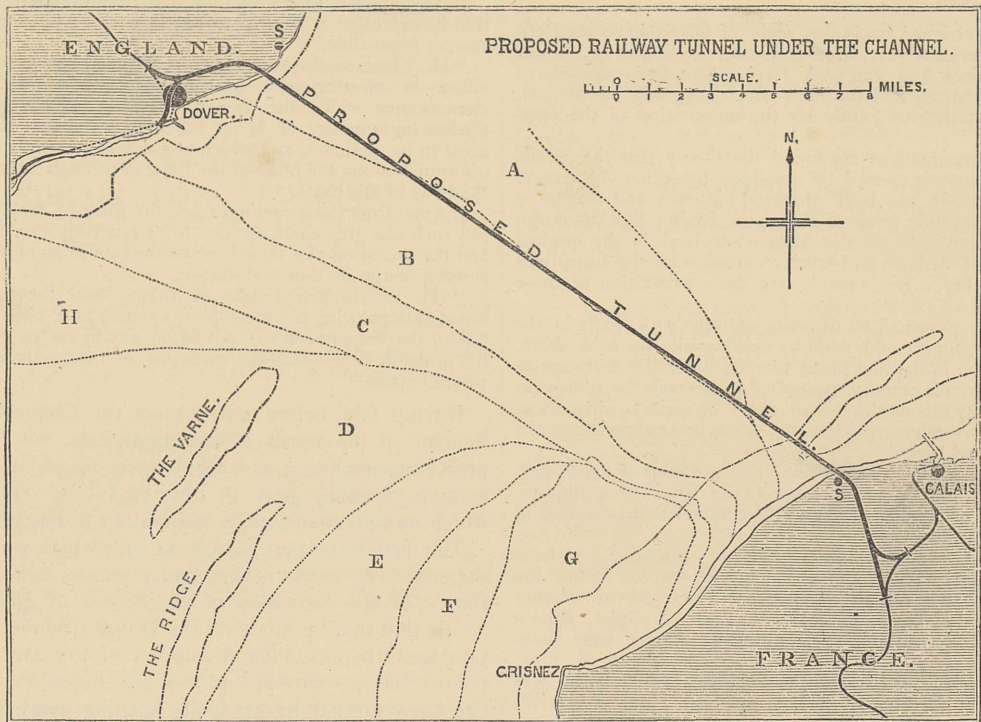 ENGLAND.
S
PROPOSED RAILWAY TUNNEL UNDER THE CHANNEL.
SCALE.
0 1 2 3 4 5 6 7 8 MILES.
DOVER.
N.
PROPOSED TUNNEL.
A
B
H
C
D
THE VARNE.
S
CALAIS
E
G
F
THE RIDGE
GRISNEZ
FRANCE.